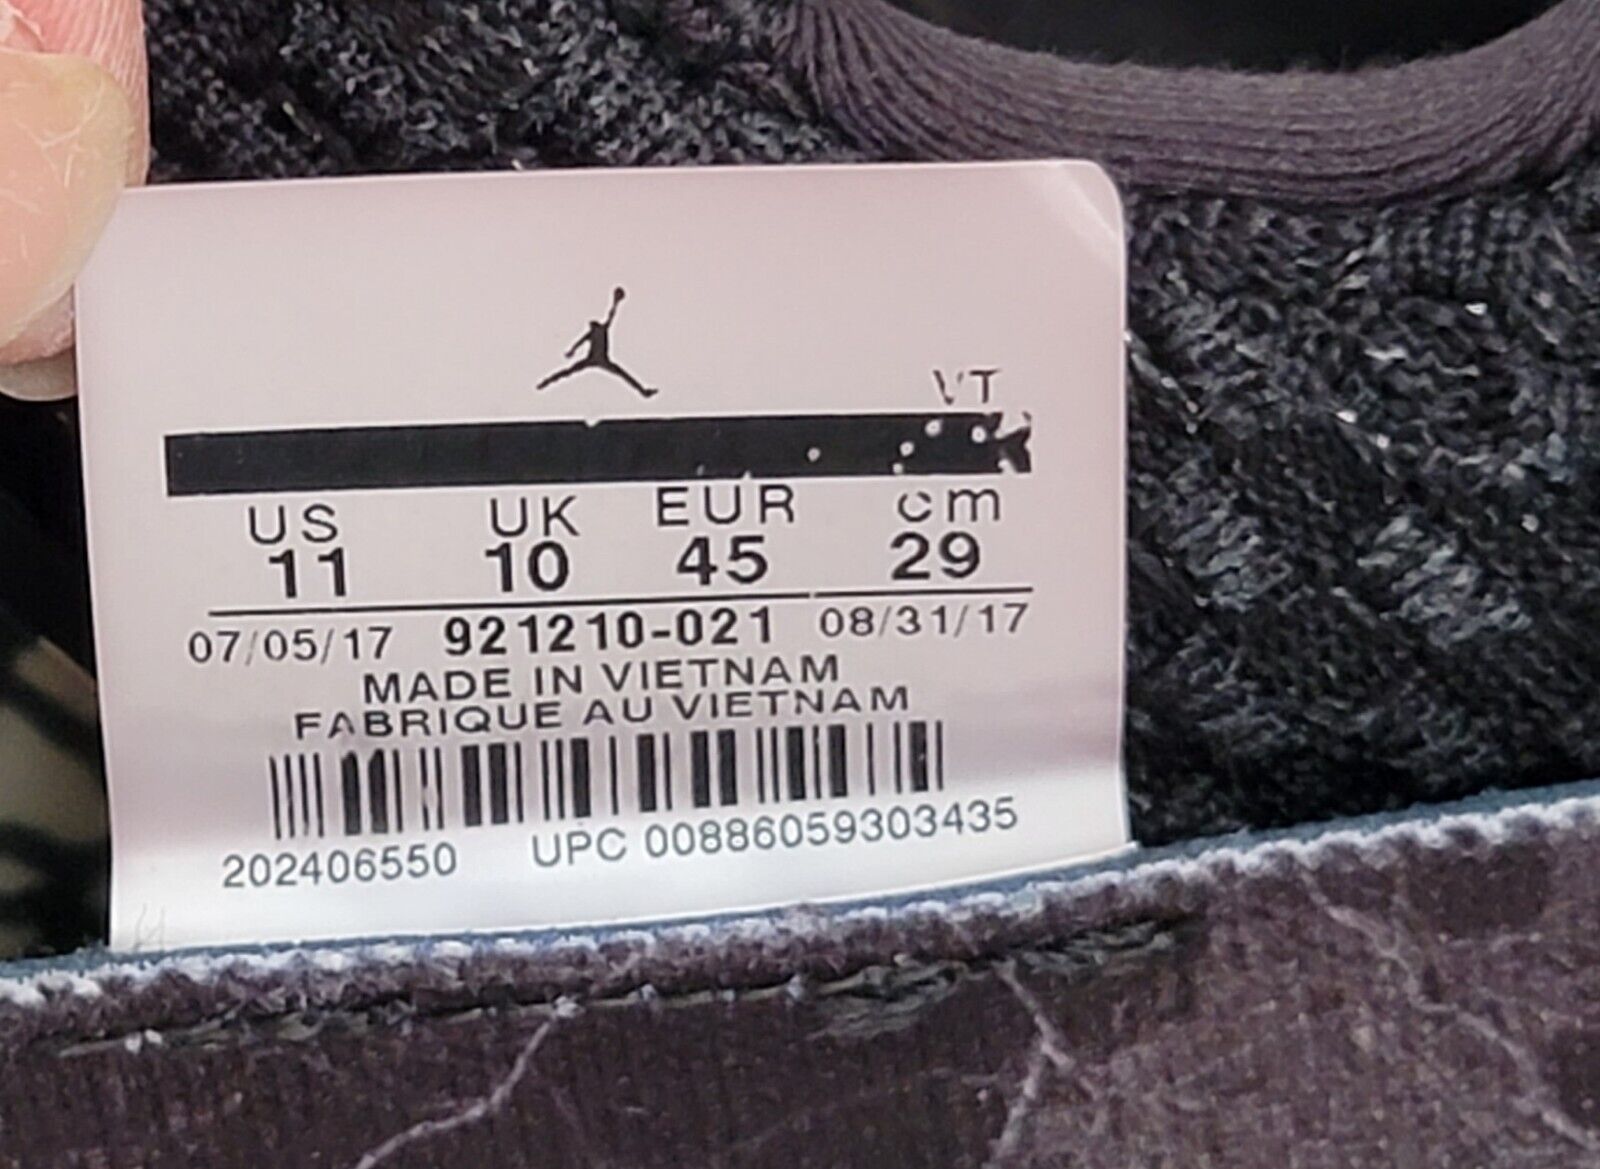 VT
US UK EUR cm
11 10 45 29
07/05/17 921210-021 08/31/17
MADE IN VIETNAM
FABRIQUE AU VIETNAM
202406550 UPC 00886059303435